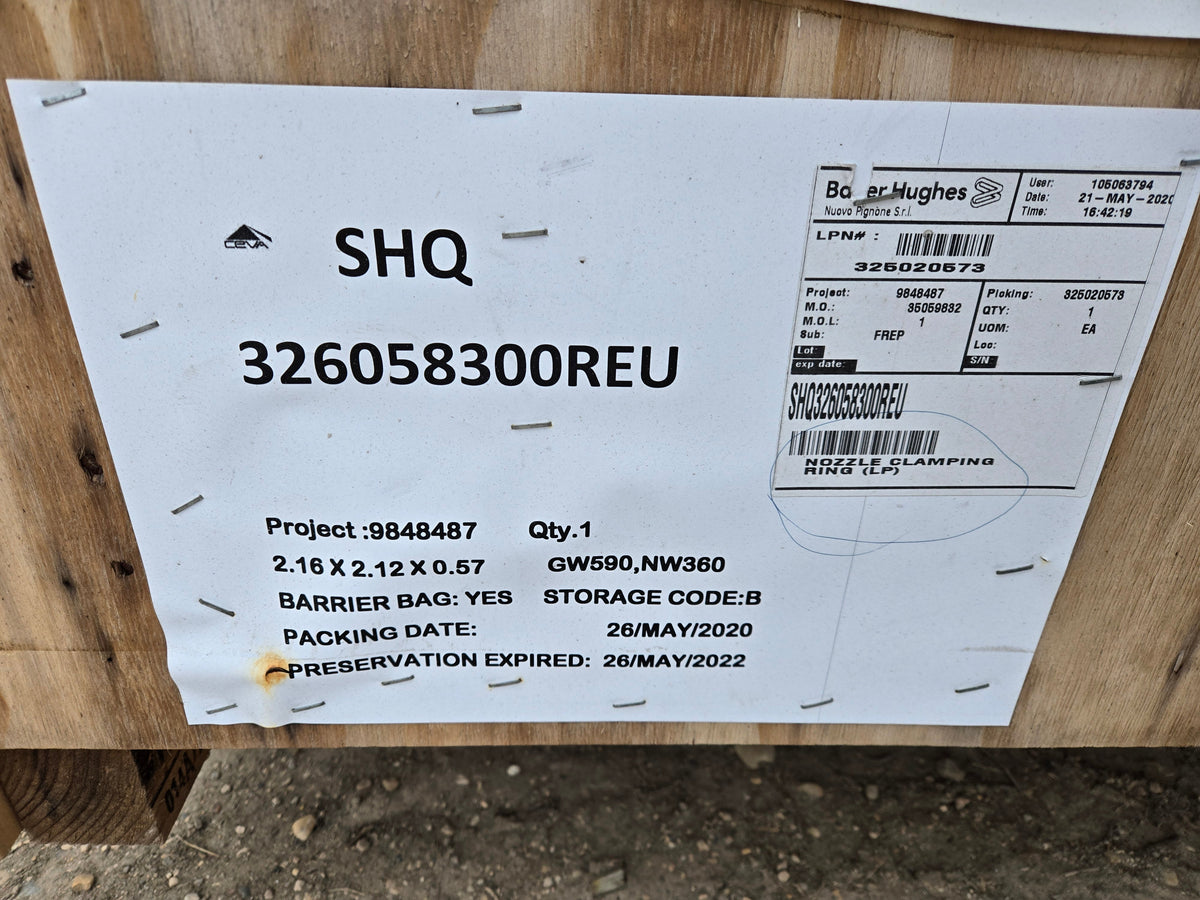 CEVA
SHQ
326058300REU
Project :9848487 Qty.1
2.16 X 2.12 X 0.57 GW590,NW360
BARRIER BAG: YES STORAGE CODE:B
PACKING DATE: 26/MAY/2020
PRESERVATION EXPIRED: 26/MAY/2022
Ba er Hughes
Nuovo Pignone S.r.l.
User: 105063794
Date: 21-MAY-2020
Time: 16:42:19
LPN# :
325020573
Project: 9848487
M.O.: 35059832
M.O.L: 1
Sub: FREP
Lot:
exp date:
Picking: 325020573
QTY: 1
UOM: EA
Loc:
S/N
SHQ326058300REU
NOZZLE CLAMPING
RING (LP)